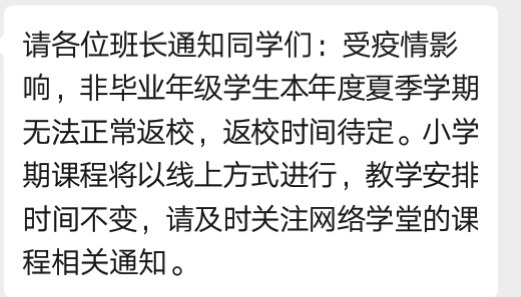 请各位班长通知同学们：受疫情影
响，非毕业年级学生本年度夏季学期
无法正常返校，返校时间待定。小学
期课程将以线上方式进行，教学安排
时间不变，请及时关注网络学堂的课
程相关通知。